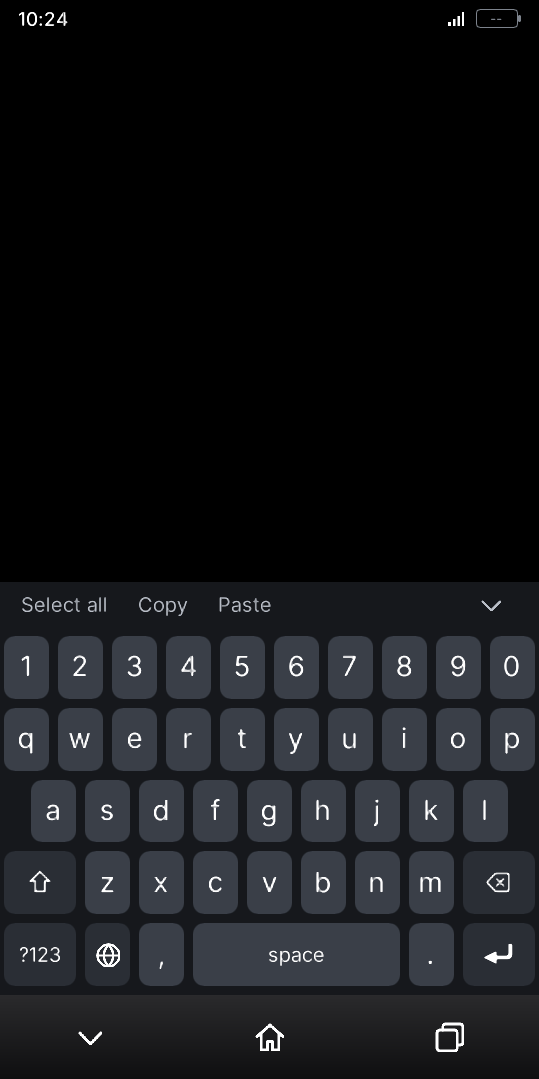 10:24
--
Select all Copy Paste
1 2 3 4 5 6 7 8 9 0
q w e r t y u i o p
a s d f g h j k l
z x c v b n m
?123 , space .